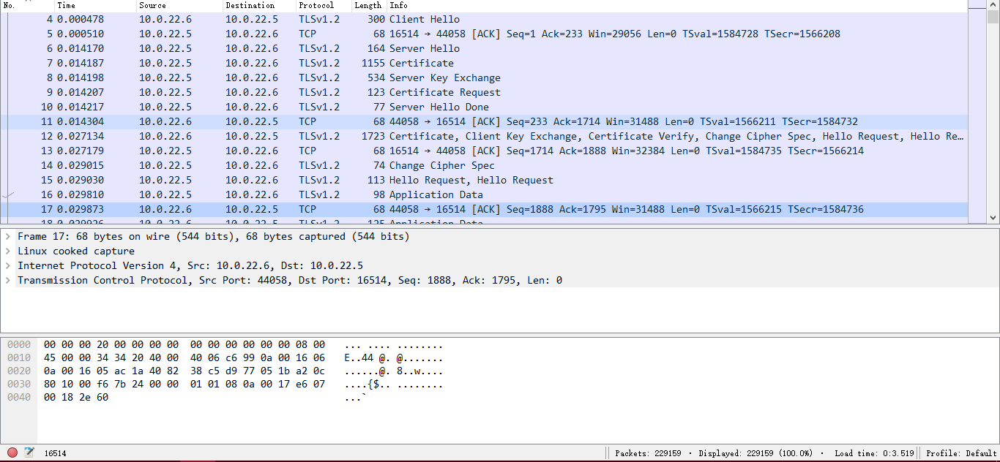 No. Time Source Destination Protocol Length Info
4 0.000478 10.0.22.6 10.0.22.5 TLSv1.2 300 Client Hello
5 0.000510 10.0.22.5 10.0.22.6 TCP 68 16514 → 44058 [ACK] Seq=1 Ack=233 Win=29056 Len=0 TSval=1584728 TSecr=1566208
6 0.014170 10.0.22.5 10.0.22.6 TLSv1.2 164 Server Hello
7 0.014187 10.0.22.5 10.0.22.6 TLSv1.2 1155 Certificate
8 0.014198 10.0.22.5 10.0.22.6 TLSv1.2 534 Server Key Exchange
9 0.014207 10.0.22.5 10.0.22.6 TLSv1.2 123 Certificate Request
10 0.014217 10.0.22.5 10.0.22.6 TLSv1.2 77 Server Hello Done
11 0.014304 10.0.22.6 10.0.22.5 TCP 68 44058 → 16514 [ACK] Seq=233 Ack=1714 Win=31488 Len=0 TSval=1566211 TSecr=1584732
12 0.027134 10.0.22.6 10.0.22.5 TLSv1.2 1723 Certificate, Client Key Exchange, Certificate Verify, Change Cipher Spec, Hello Request, Hello Re…
13 0.027179 10.0.22.5 10.0.22.6 TCP 68 16514 → 44058 [ACK] Seq=1714 Ack=1888 Win=32384 Len=0 TSval=1584735 TSecr=1566214
14 0.029015 10.0.22.5 10.0.22.6 TLSv1.2 74 Change Cipher Spec
15 0.029030 10.0.22.5 10.0.22.6 TLSv1.2 113 Hello Request, Hello Request
16 0.029810 10.0.22.5 10.0.22.6 TLSv1.2 98 Application Data
17 0.029873 10.0.22.6 10.0.22.5 TCP 68 44058 → 16514 [ACK] Seq=1888 Ack=1795 Win=31488 Len=0 TSval=1566215 TSecr=1584736
18 0.029926 10.0.22.6 10.0.22.5 TLSv1.2 125 Application Data
Frame 17: 68 bytes on wire (544 bits), 68 bytes captured (544 bits)
Linux cooked capture
Internet Protocol Version 4, Src: 10.0.22.6, Dst: 10.0.22.5
Transmission Control Protocol, Src Port: 44058, Dst Port: 16514, Seq: 1888, Ack: 1795, Len: 0
0000 00 00 00 20 00 00 00 00 00 00 00 00 00 00 08 00 ... .... ........
0010 45 00 00 34 34 20 40 00 40 06 c6 99 0a 00 16 06 E..44 @. @.......
0020 0a 00 16 05 ac 1a 40 82 38 c5 d9 77 05 1b a2 0c ......@. 8..w....
0030 80 10 00 f6 7b 24 00 00 01 01 08 0a 00 17 e6 07 ....{$.. ........
0040 00 18 2e 60 ...`
16514 Packets: 229159 · Displayed: 229159 (100.0%) · Load time: 0:3.519 Profile: Default